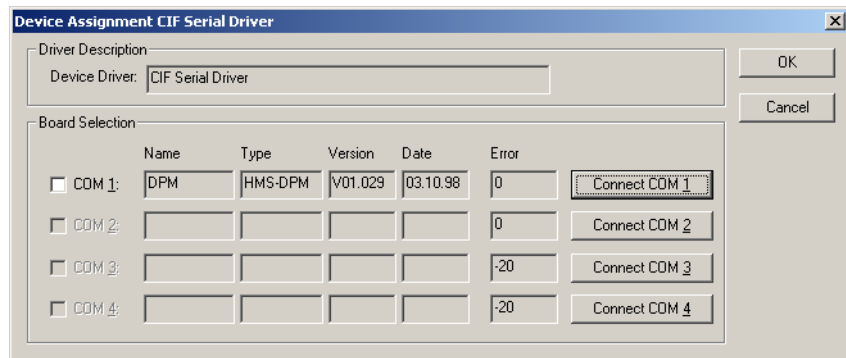 Device Assignment CIF Serial Driver
Driver Description
Device Driver: CIF Serial Driver
OK
Cancel
Board Selection
Name Type Version Date Error
COM 1: DPM HMS-DPM V01.029 03.10.98 0 Connect COM 1
COM 2: 0 Connect COM 2
COM 3: -20 Connect COM 3
COM 4: -20 Connect COM 4